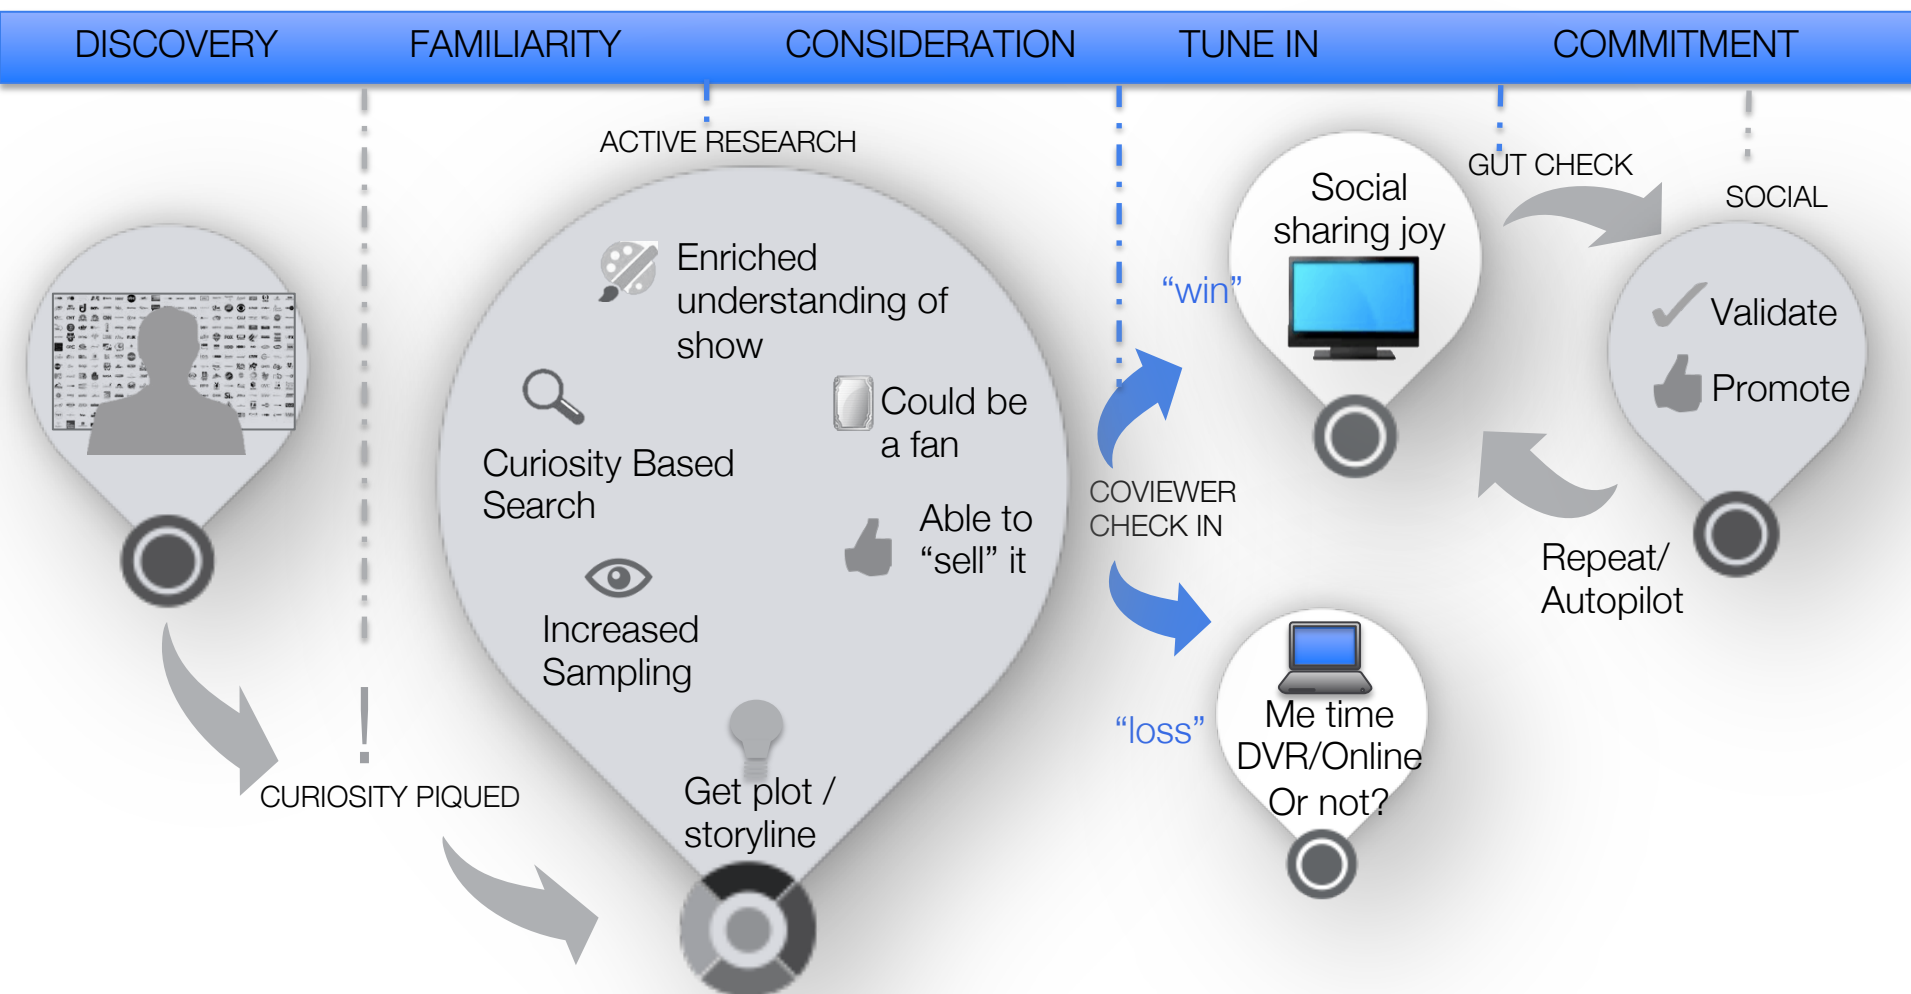 DISCOVERY
FAMILIARITY
CONSIDERATION
TUNE IN
COMMITMENT
ACTIVE RESEARCH
Enriched
understanding of
show
Curiosity Based
Search
Could be
a fan
Able to
“sell” it
Increased
Sampling
Get plot /
storyline
CURIOSITY PIQUED
COVIEWER
CHECK IN
“win”
“loss”
Social
sharing joy
Me time
DVR/Online
Or not?
GUT CHECK
SOCIAL
Validate
Promote
Repeat/
Autopilot